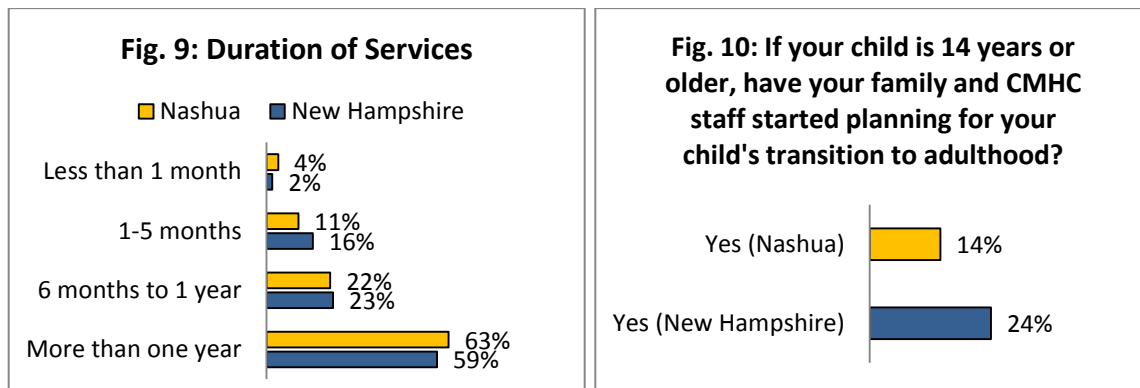 Fig. 9: Duration of Services
Nashua New Hampshire
Less than 1 month 4%
2%
1-5 months 11%
16%
6 months to 1 year 22%
23%
More than one year 63%
59%
Fig. 10: If your child is 14 years or
older, have your family and CMHC
staff started planning for your
child's transition to adulthood?
Yes (Nashua) 14%
Yes (New Hampshire) 24%